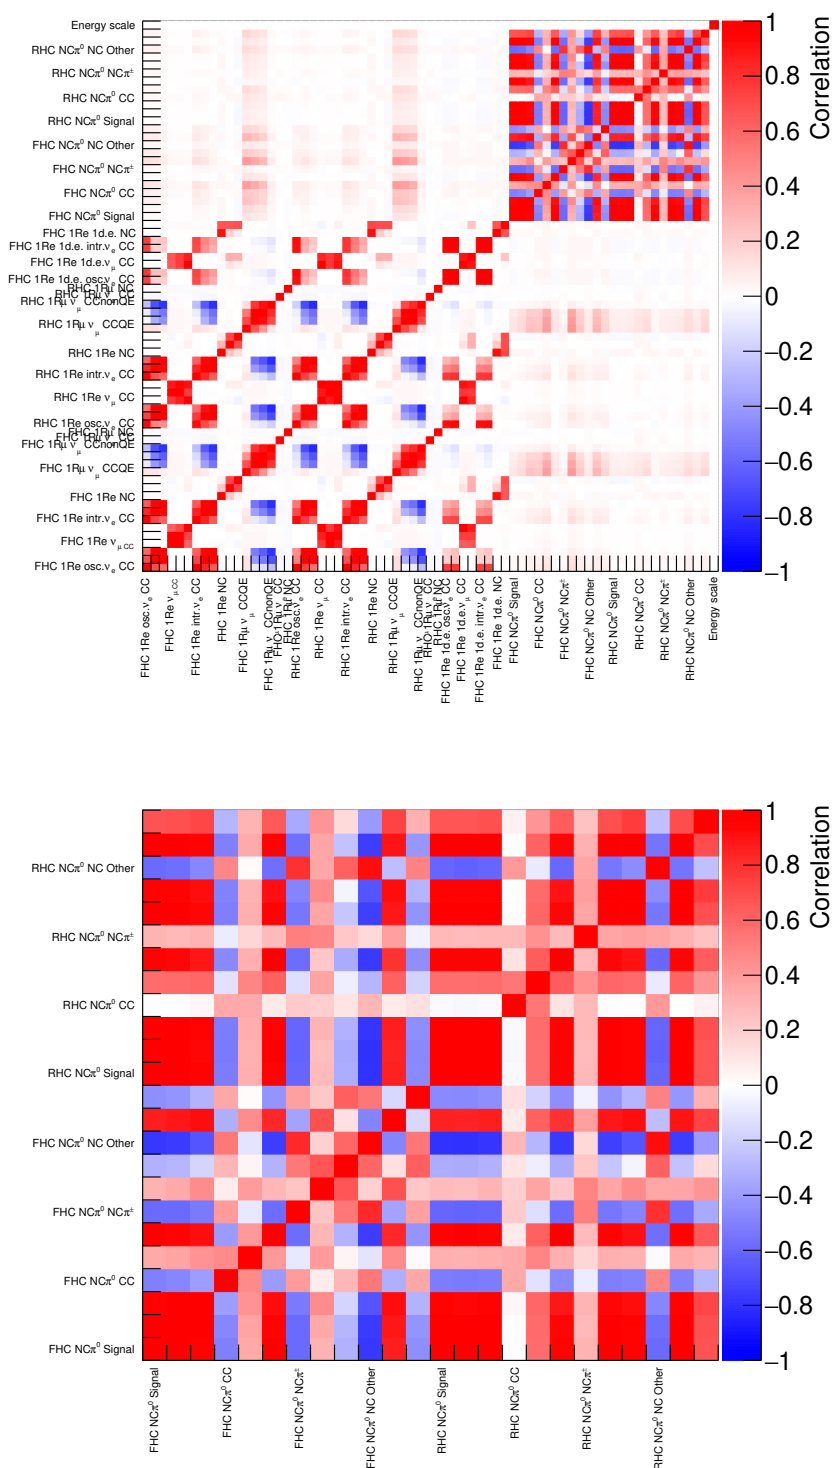 Energy scale
RHC NCπ⁰ NC Other
RHC NCπ⁰ NCπ±
RHC NCπ⁰ CC
RHC NCπ⁰ Signal
FHC NCπ⁰ NC Other
FHC NCπ⁰ NCπ±
FHC NCπ⁰ CC
FHC NCπ⁰ Signal
FHC 1Re 1d.e. NC
FHC 1Re 1d.e. intr.νe CC
FHC 1Re 1d.e.νμ CC
FHC 1Re 1d.e. osc.νe CC
RHC 1Rμ NC
RHC 1Rμ νμ CCnonQE
RHC 1Rμ νμ CCQE
RHC 1Re NC
RHC 1Re intr.νe CC
RHC 1Re νμ CC
RHC 1Re osc.νe CC
FHC 1Rμ NC
FHC 1Rμ νμ CCnonQE
FHC 1Rμ νμ CCQE
FHC 1Re NC
FHC 1Re intr.νe CC
FHC 1Re νμ CC
FHC 1Re osc.νe CC
FHC 1Re osc.νe CC
FHC 1Re νμ CC
FHC 1Re intr.νe CC
FHC 1Re NC
FHC 1Rμ νμ CCQE
FHC 1Rμ νμ CCnonQE
FHC 1Rμ NC
RHC 1Re osc.νe CC
RHC 1Re νμ CC
RHC 1Re intr.νe CC
RHC 1Re NC
RHC 1Rμ νμ CCQE
RHC 1Rμ νμ CCnonQE
RHC 1Rμ NC
FHC 1Re 1d.e. osc.νe CC
FHC 1Re 1d.e.νμ CC
FHC 1Re 1d.e. intr.νe CC
FHC 1Re 1d.e. NC
FHC NCπ⁰ Signal
FHC NCπ⁰ CC
FHC NCπ⁰ NCπ±
FHC NCπ⁰ NC Other
RHC NCπ⁰ Signal
RHC NCπ⁰ CC
RHC NCπ⁰ NCπ±
RHC NCπ⁰ NC Other
Energy scale
1
0.8
0.6
0.4
0.2
0
−0.2
−0.4
−0.6
−0.8
−1
Correlation
RHC NCπ⁰ NC Other
RHC NCπ⁰ NCπ±
RHC NCπ⁰ CC
RHC NCπ⁰ Signal
FHC NCπ⁰ NC Other
FHC NCπ⁰ NCπ±
FHC NCπ⁰ CC
FHC NCπ⁰ Signal
FHC NCπ⁰ Signal
FHC NCπ⁰ CC
FHC NCπ⁰ NCπ±
FHC NCπ⁰ NC Other
RHC NCπ⁰ Signal
RHC NCπ⁰ CC
RHC NCπ⁰ NCπ±
RHC NCπ⁰ NC Other
1
0.8
0.6
0.4
0.2
0
−0.2
−0.4
−0.6
−0.8
−1
Correlation